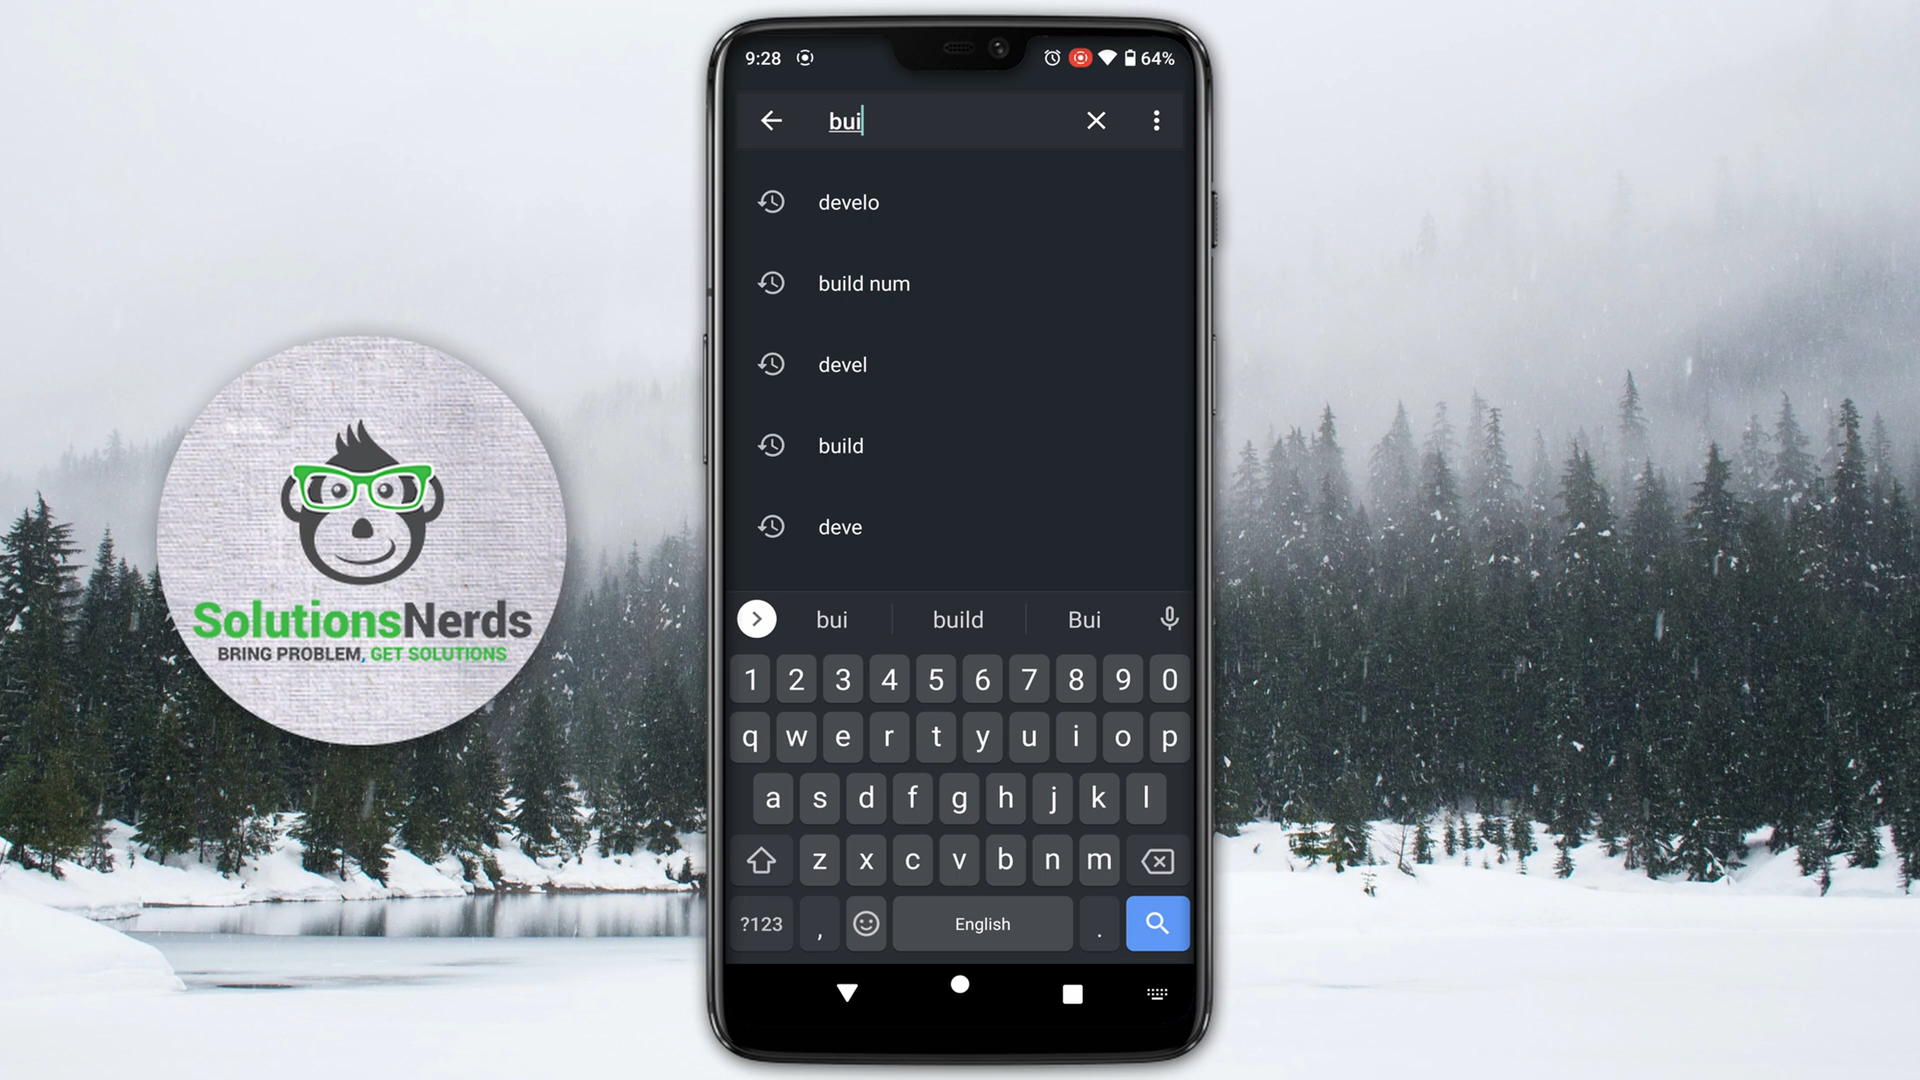 9:28
64%
bui
develo
build num
devel
build
deve
bui build Bui
1 2 3 4 5 6 7 8 9 0
q w e r t y u i o p
a s d f g h j k l
z x c v b n m
?123 , English .
SolutionsNerds
BRING PROBLEM, GET SOLUTIONS